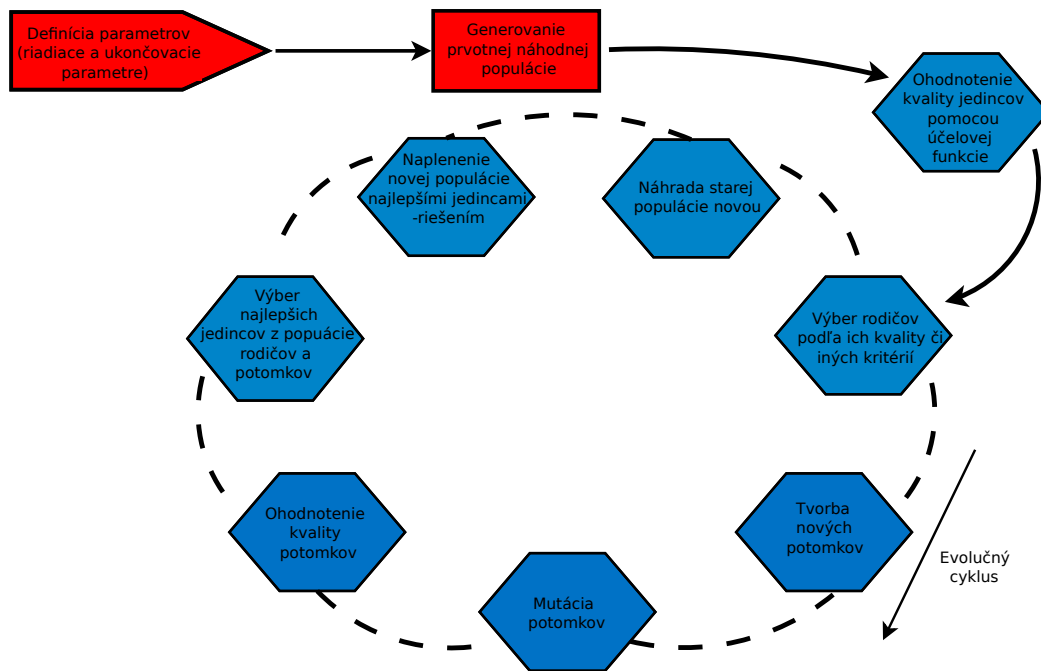 Definícia parametrov
(riadiace a ukončovacie
parametre)
Generovanie
prvotnej náhodnej
populácie
Ohodnotenie
kvality jedincov
pomocou
účelovej
funkcie
Naplenenie
novej populácie
najlepšími jedincami
-riešením
Náhrada starej
populácie novou
Výber
najlepšich
jedincov z popuácie
rodičov a
potomkov
Výber rodičov
podľa ich kvality či
iných kritérií
Ohodnotenie
kvality
potomkov
Tvorba
nových
potomkov
Mutácia
potomkov
Evolučný
cyklus